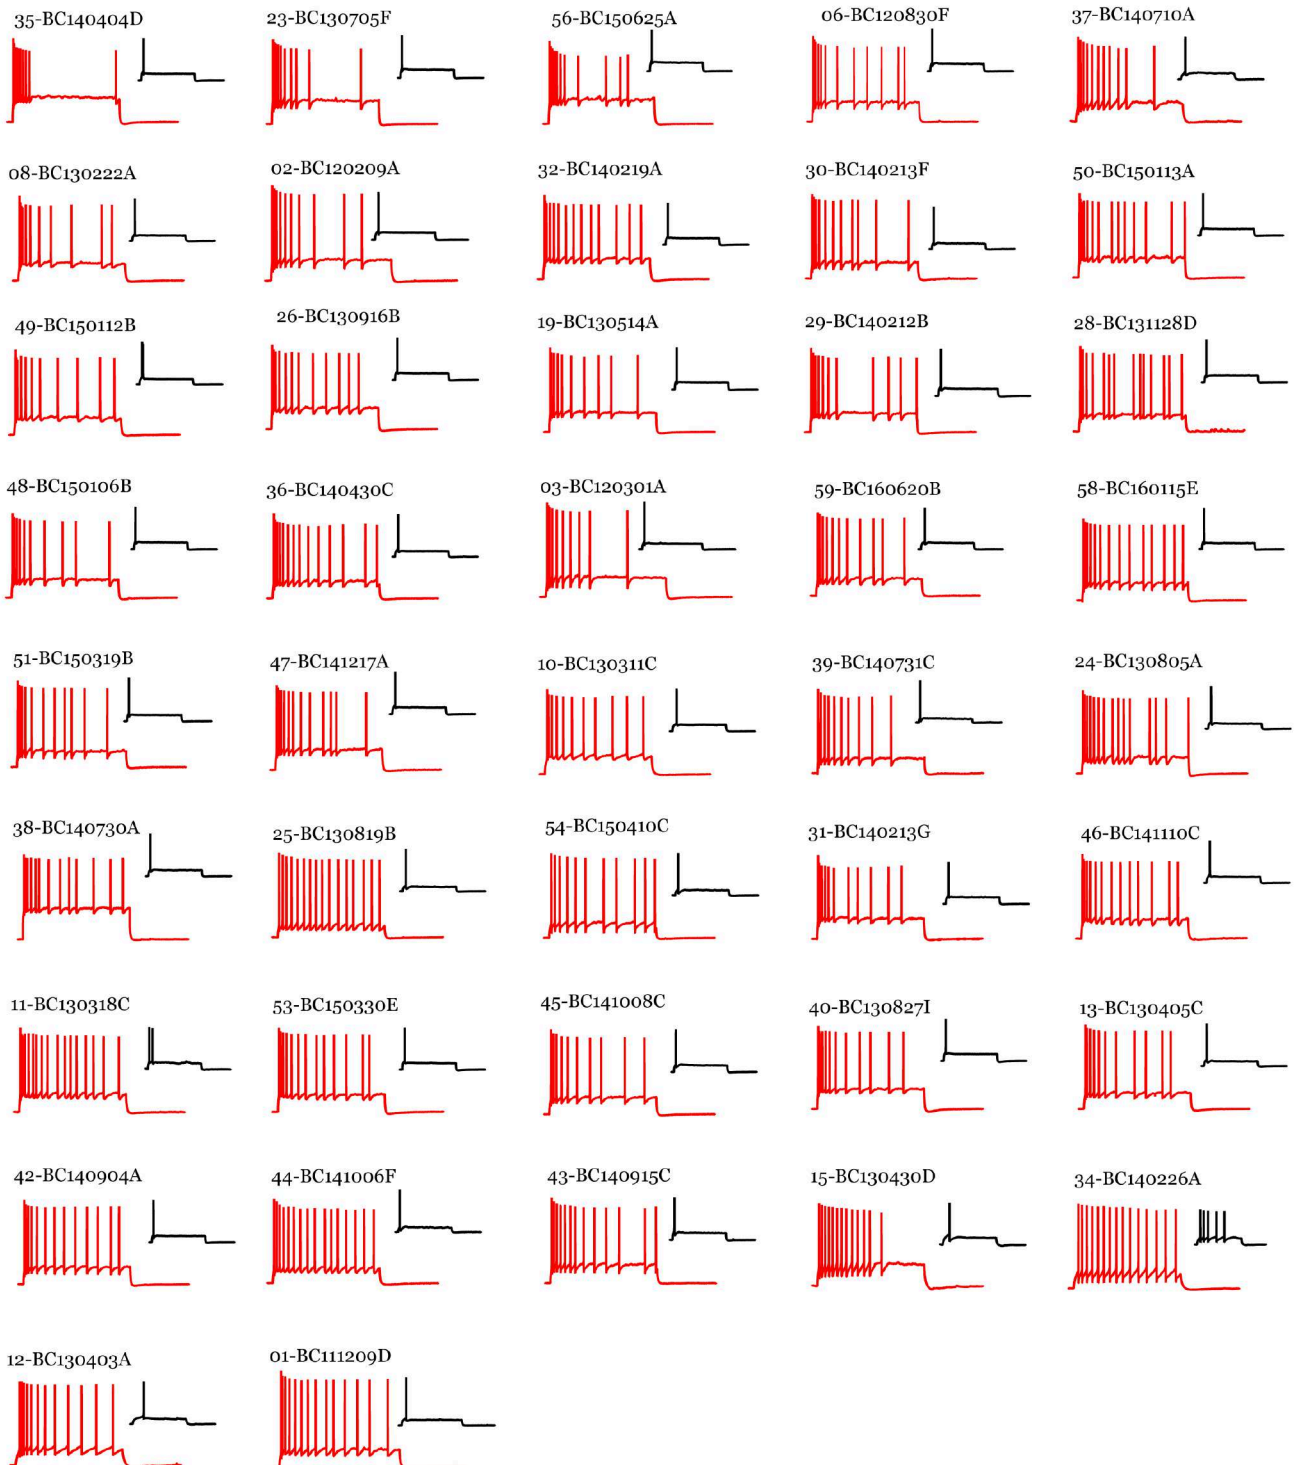 35-BC140404D 23-BC130705F 56-BC150625A 06-BC120830F 37-BC140710A
08-BC130222A 02-BC120209A 32-BC140219A 30-BC140213F 50-BC150113A
49-BC150112B 26-BC130916B 19-BC130514A 29-BC140212B 28-BC131128D
48-BC150106B 36-BC140430C 03-BC120301A 59-BC160620B 58-BC160115E
51-BC150319B 47-BC141217A 10-BC130311C 39-BC140731C 24-BC130805A
38-BC140730A 25-BC130819B 54-BC150410C 31-BC140213G 46-BC141110C
11-BC130318C 53-BC150330E 45-BC141008C 40-BC130827I 13-BC130405C
42-BC140904A 44-BC141006F 43-BC140915C 15-BC130430D 34-BC140226A
12-BC130403A 01-BC111209D